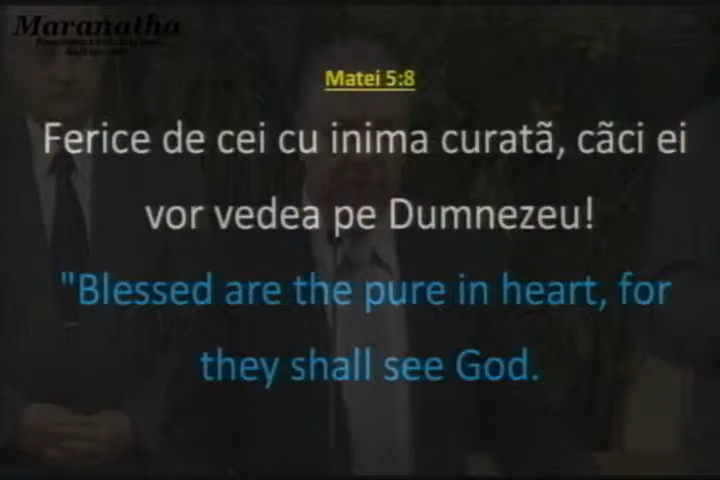 Maranatha
Matei 5:8
Ferice de cei cu inima curatã, cãci ei
vor vedea pe Dumnezeu!
"Blessed are the pure in heart, for
they shall see God.